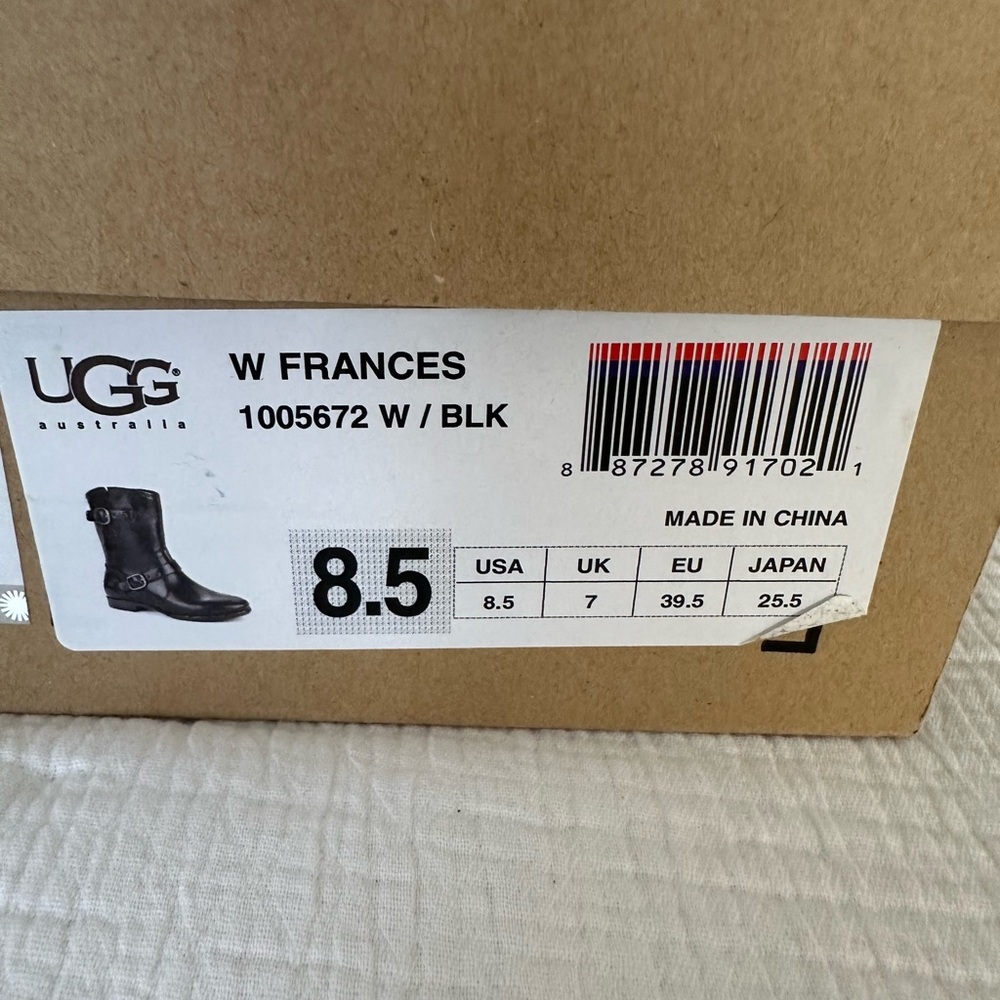 UGG®
australia
W FRANCES
1005672 W / BLK
8 87278 91702 1
MADE IN CHINA
8.5
USA UK EU JAPAN
8.5 7 39.5 25.5